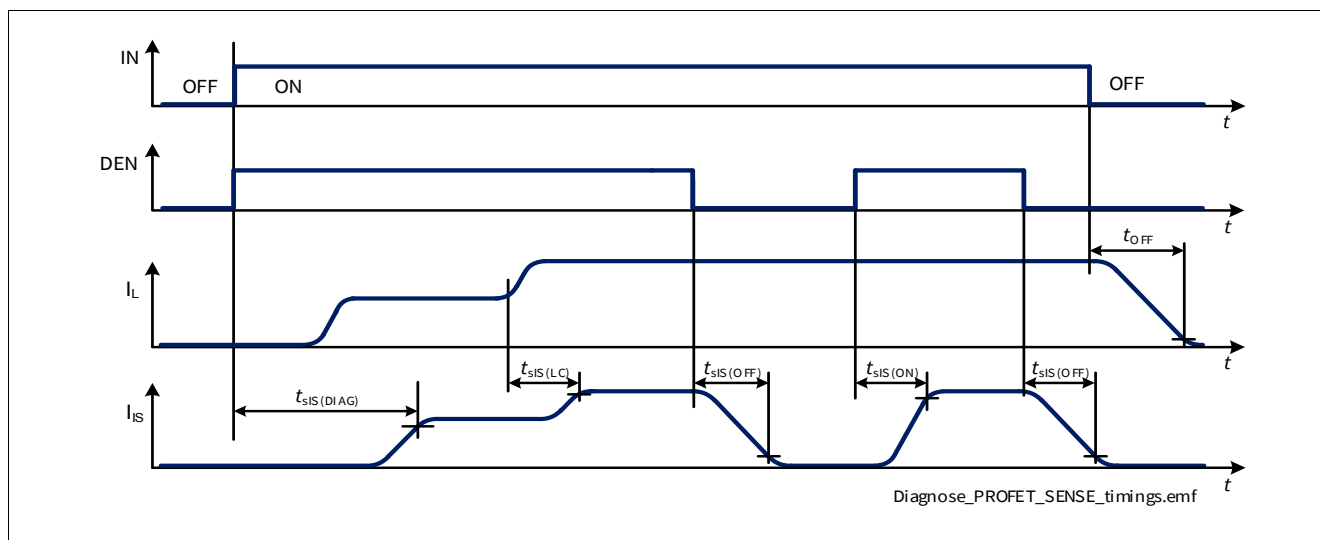 IN
OFF
ON
OFF
t
DEN
t
tOFF
IL
t
tsIS(DIAG)
tsIS(LC)
tsIS(OFF)
tsIS(ON)
tsIS(OFF)
IIS
t
Diagnose_PROFET_SENSE_timings.emf